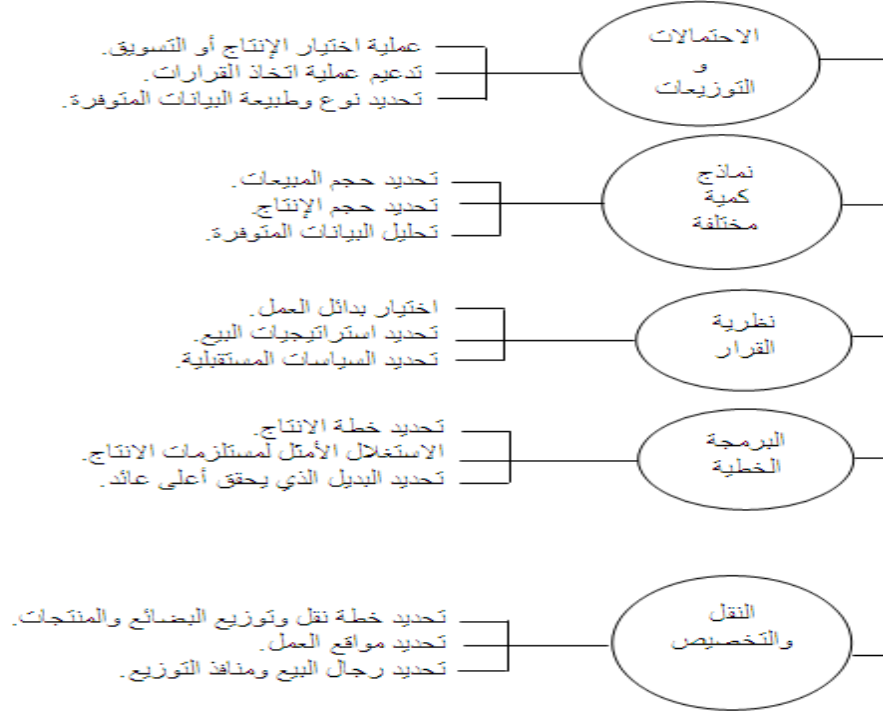 الاحتمالات
و
التوزيعات
عملية اختيار الإنتاج أو التسويق.
تدعيم عملية اتخاذ القرارات.
تحديد نوع وطبيعة البيانات المتوفرة.
نماذج
كمية
مختلفة
تحديد حجم المبيعات.
تحديد حجم الإنتاج.
تحليل البيانات المتوفرة.
نظرية
القرار
اختيار بدائل العمل.
تحديد استراتيجيات البيع.
تحديد السياسات المستقبلية.
البرمجة
الخطية
تحديد خطة الانتاج.
الاستغلال الأمثل لمستلزمات الانتاج.
تحديد البديل الذي يحقق أعلى عائد.
النقل
والتخصيص
تحديد خطة نقل وتوزيع البضائع والمنتجات.
تحديد مواقع العمل.
تحديد رجال البيع ومنافذ التوزيع.